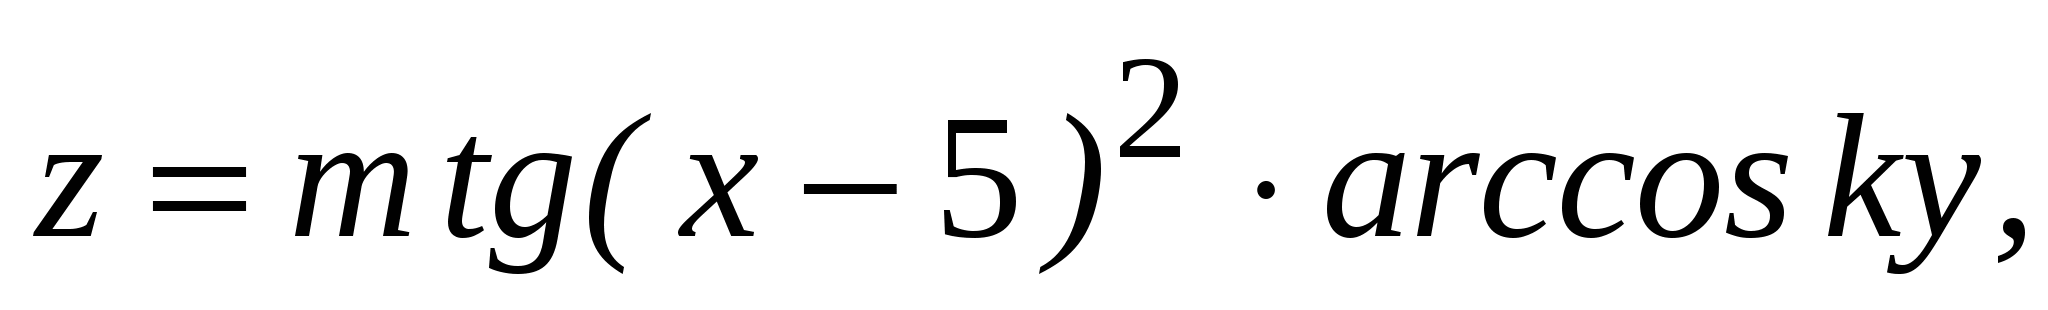 z = m tg( x − 5 )² · arccos ky ,